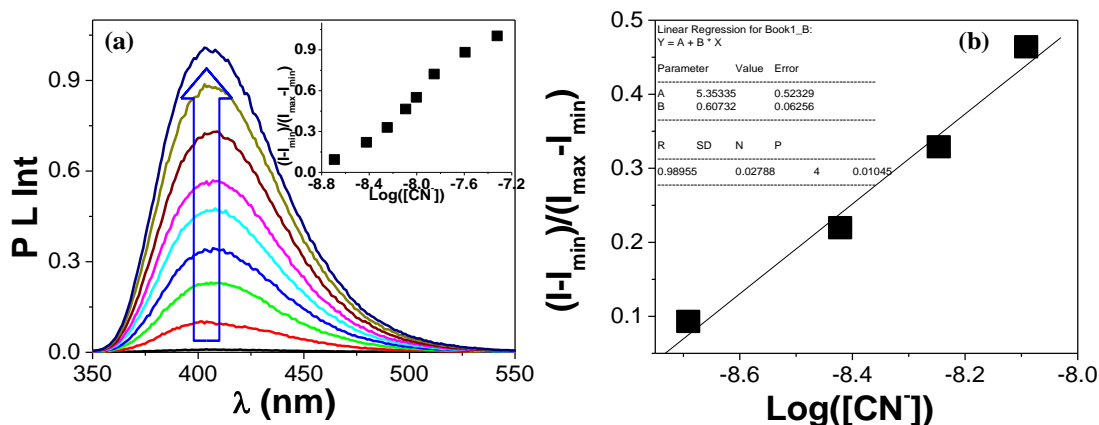 (a)
P L Int
0.9
0.6
0.3
0.0
350 400 450 500 550
λ (nm)
(I-I_min)/(I_max-I_min)
1.0
0.9
0.6
0.3
0.0
-8.8 -8.4 -8.0 -7.6 -7.2
Log([CN⁻])
(b)
(I-I_min)/(I_max-I_min)
0.5
0.4
0.3
0.2
0.1
-8.6 -8.4 -8.2 -8.0
Log([CN⁻])
Linear Regression for Book1_B:
Y = A + B * X
Parameter Value Error
------------------------------------------------------------
A 5.35335 0.52329
B 0.60732 0.06256
------------------------------------------------------------
R SD N P
------------------------------------------------------------
0.98955 0.02788 4 0.01045
------------------------------------------------------------